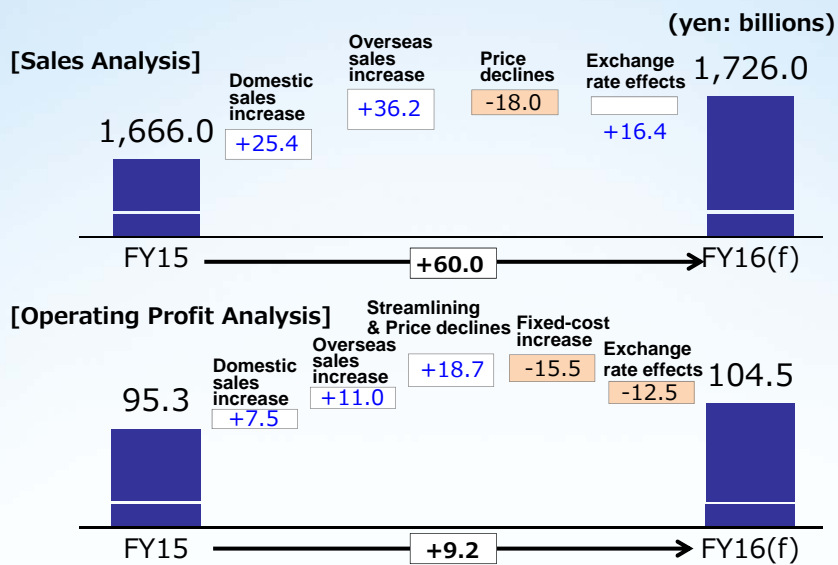 (yen: billions)
[Sales Analysis]
1,666.0
Domestic
sales
increase
+25.4
Overseas
sales
increase
+36.2
Price
declines
-18.0
Exchange
rate effects
+16.4
1,726.0
FY15
+60.0
FY16(f)
[Operating Profit Analysis]
95.3
Domestic
sales
increase
+7.5
Overseas
sales
increase
+11.0
Streamlining
& Price declines
+18.7
Fixed-cost
increase
-15.5
Exchange
rate effects
-12.5
104.5
FY15
+9.2
FY16(f)